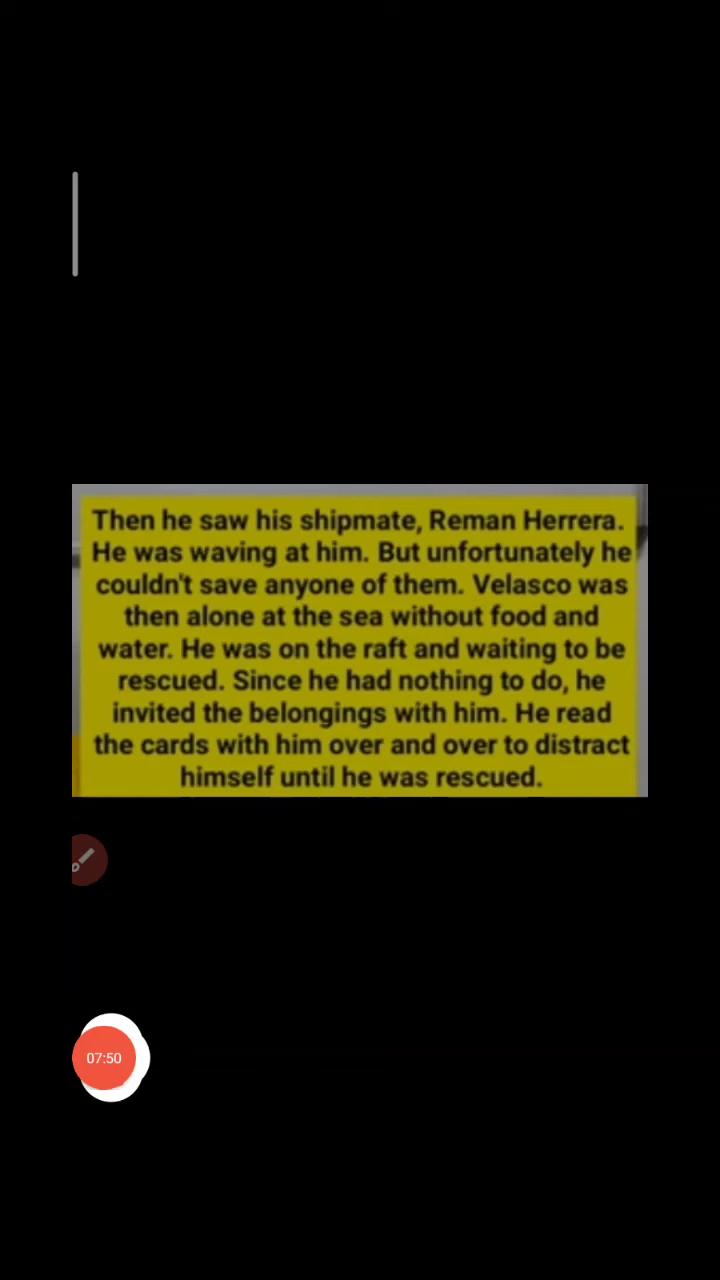 Then he saw his shipmate, Reman Herrera.
He was waving at him. But unfortunately he
couldn't save anyone of them. Velasco was
then alone at the sea without food and
water. He was on the raft and waiting to be
rescued. Since he had nothing to do, he
invited the belongings with him. He read
the cards with him over and over to distract
himself until he was rescued.
07:50